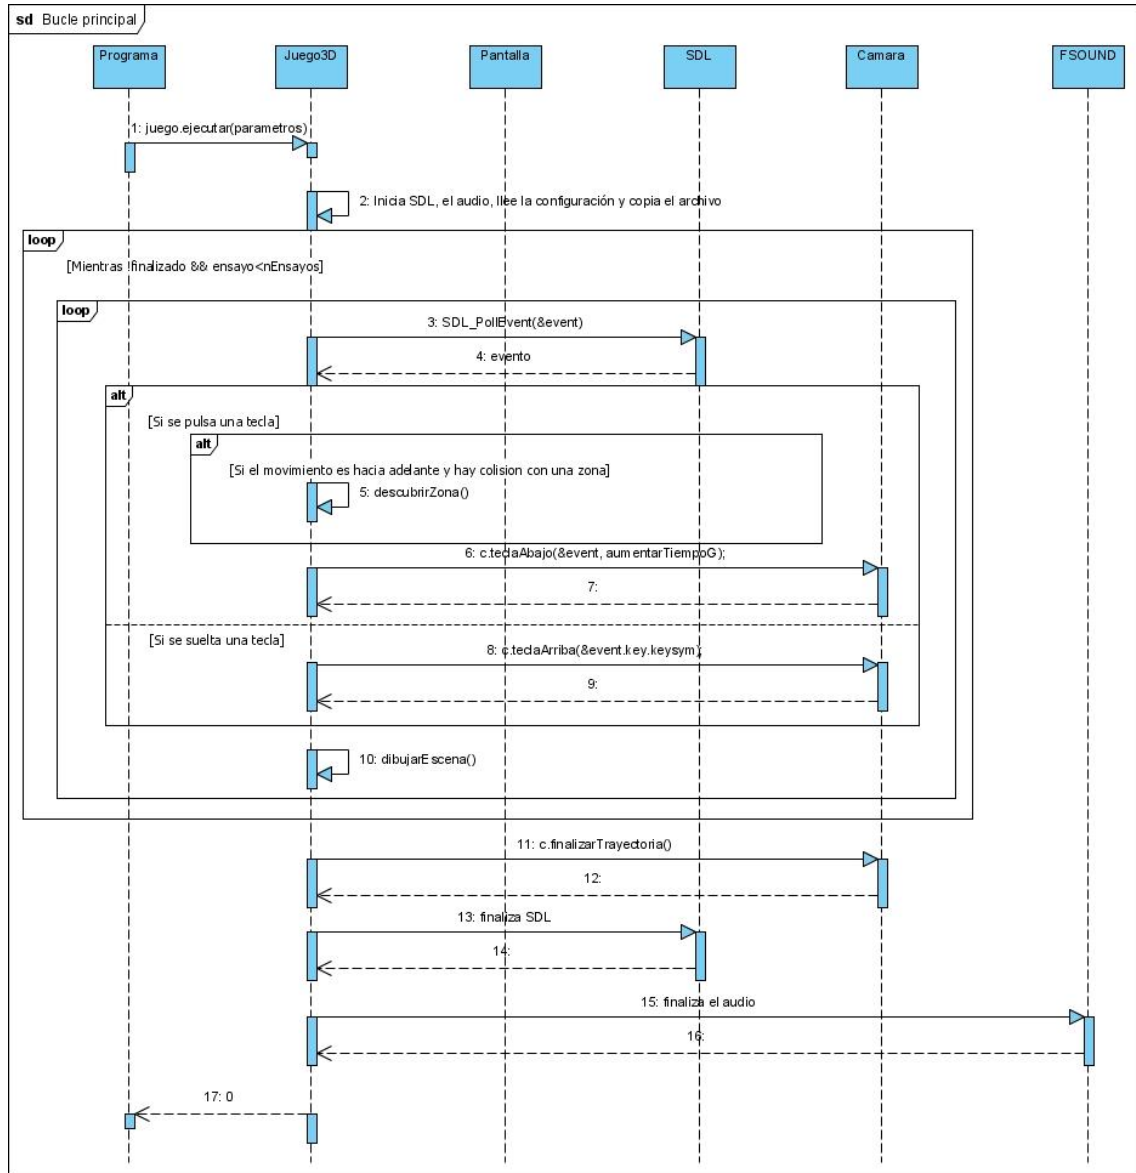 sd Bucle principal
Programa Juego3D Pantalla SDL Camara FSOUND
1: juego.ejecutar(parametros)
2: Inicia SDL, el audio, llee la configuración y copia el archivo
loop
[Mientras !finalizado && ensayo<nEnsayos]
loop
3: SDL_PollEvent(&event)
4: evento
alt
[Si se pulsa una tecla]
alt
[Si el movimiento es hacia adelante y hay colision con una zona]
5: descubrirZona()
6: c.teclaAbajo(&event, aumentarTiempoG);
7:
[Si se suelta una tecla]
8: c.teclaArriba(&event.key.keysym);
9:
10: dibujarEscena()
11: c.finalizarTrayectoria()
12:
13: finaliza SDL
14:
15: finaliza el audio
16:
17: 0